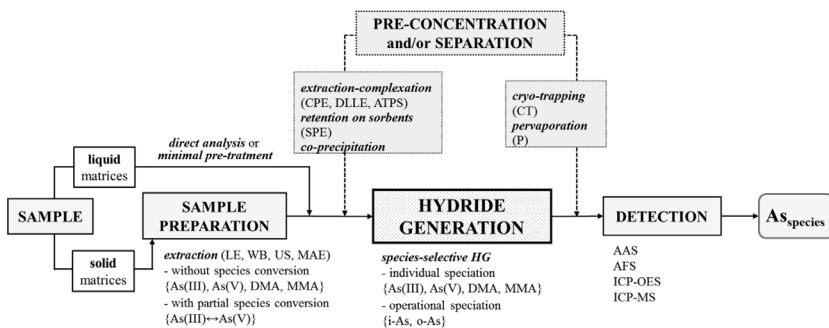 PRE-CONCENTRATION
and/or SEPARATION
extraction-complexation
(CPE, DLLE, ATPS)
retention on sorbents
(SPE)
co-precipitation
cryo-trapping
(CT)
pervaporation
(P)
direct analysis or
minimal pre-tratment
liquid
matrices
SAMPLE
solid
matrices
SAMPLE
PREPARATION
extraction (LE, WB, US, MAE)
- without species conversion
{As(III), As(V), DMA, MMA}
- with partial species conversion
{As(III)↔As(V)}
HYDRIDE
GENERATION
species-selective HG
- individual speciation
{As(III), As(V), DMA, MMA}
- operational speciation
{i-As, o-As}
DETECTION
AAS
AFS
ICP-OES
ICP-MS
As species